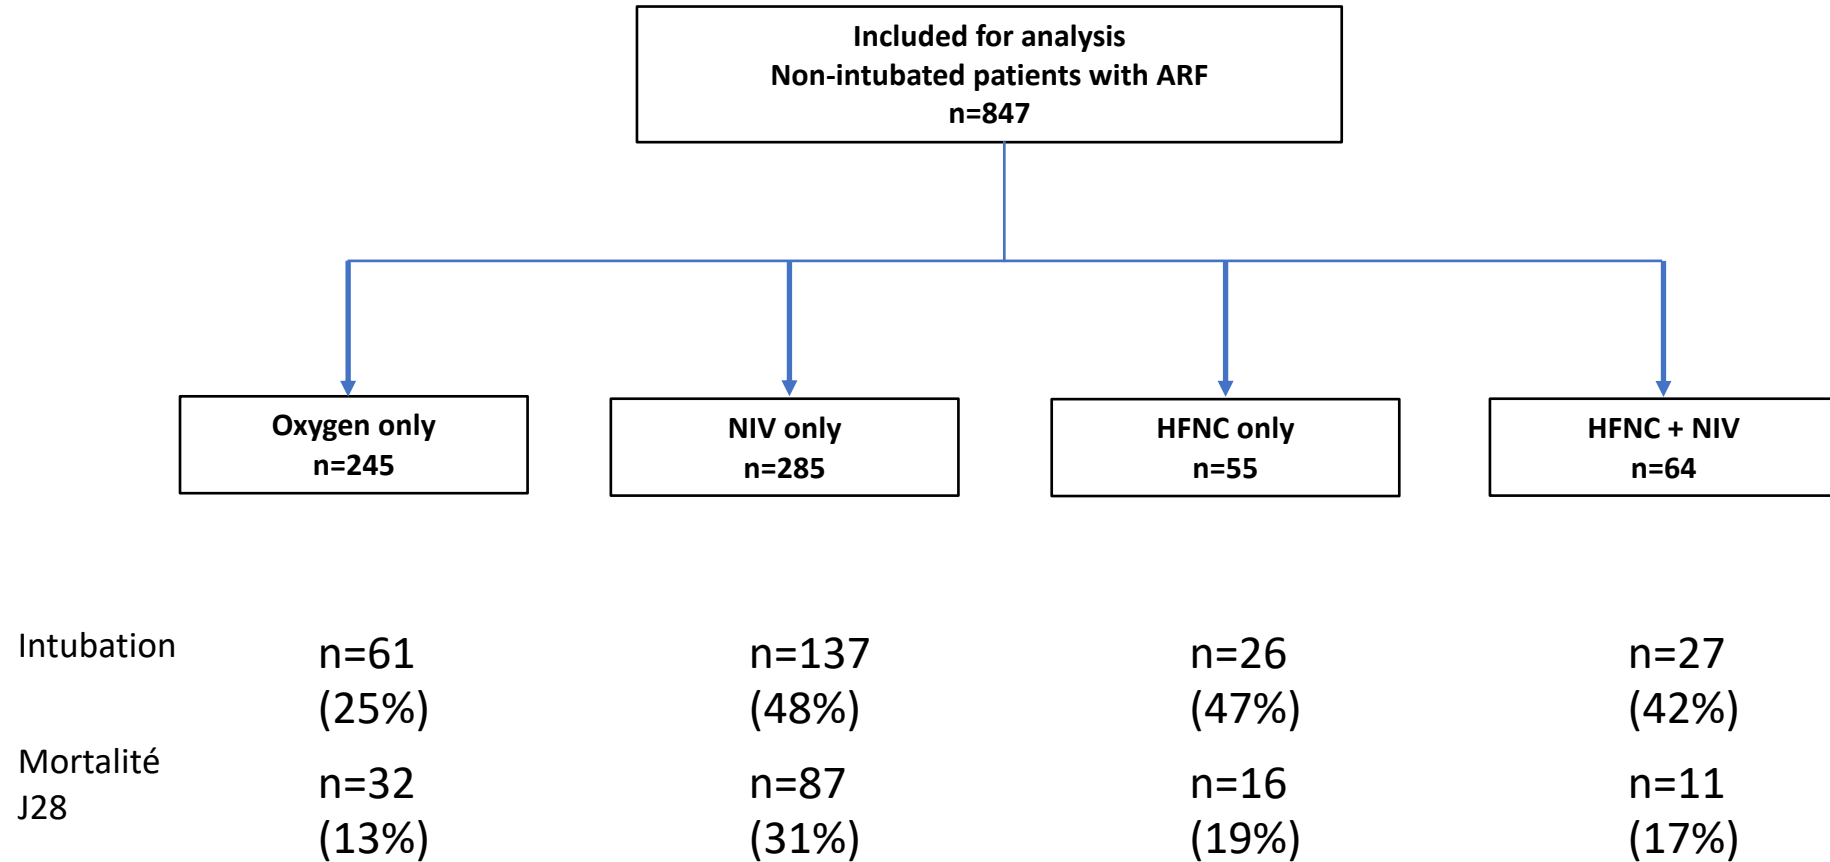 Included for analysis
Non-intubated patients with ARF
n=847
Oxygen only
n=245
NIV only
n=285
HFNC only
n=55
HFNC + NIV
n=64
Intubation
n=61
(25%)
n=137
(48%)
n=26
(47%)
n=27
(42%)
Mortalité
J28
n=32
(13%)
n=87
(31%)
n=16
(19%)
n=11
(17%)